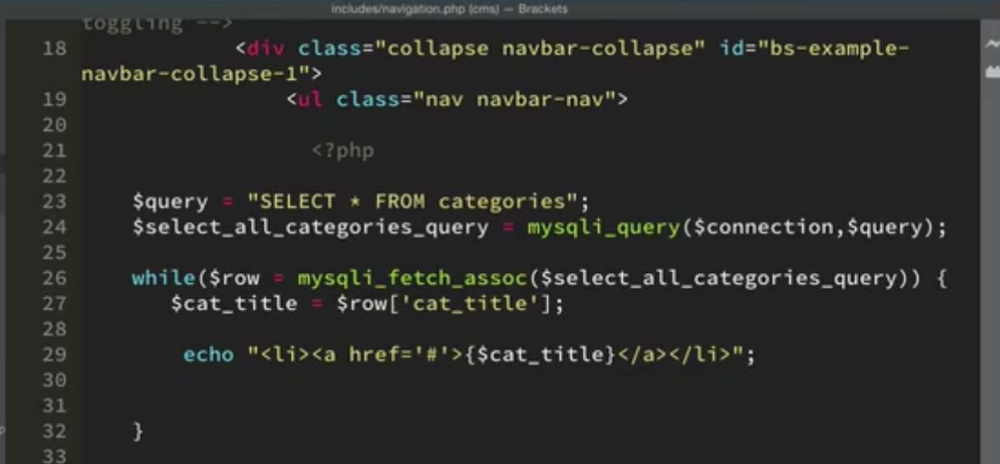 includes/navigation.php (cms) — Brackets
toggling -->
18 <div class="collapse navbar-collapse" id="bs-example-
navbar-collapse-1">
19 <ul class="nav navbar-nav">
20
21 <?php
22
23 $query = "SELECT * FROM categories";
24 $select_all_categories_query = mysqli_query($connection,$query);
25
26 while($row = mysqli_fetch_assoc($select_all_categories_query)) {
27 $cat_title = $row['cat_title'];
28
29 echo "<li><a href='#'>{$cat_title}</a></li>";
30
31
32 }
33